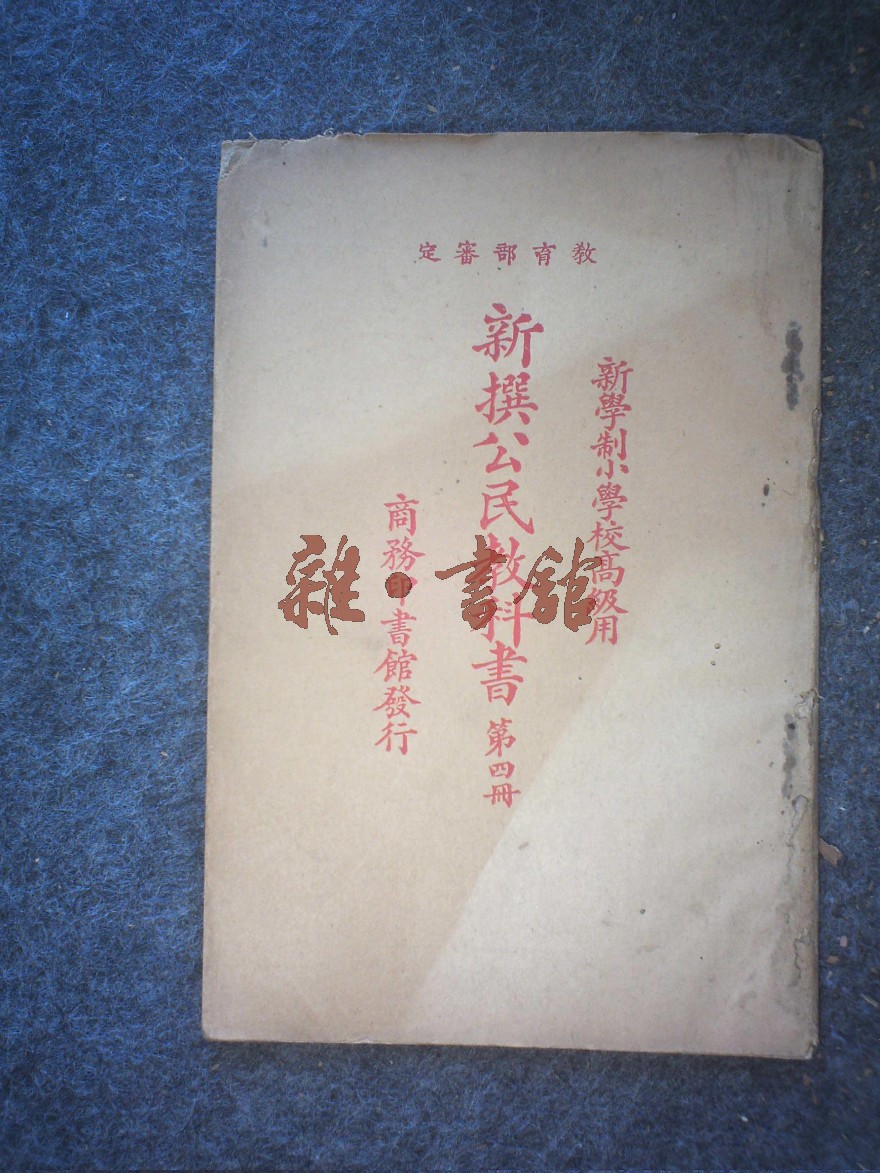 教育部審定
新學制小學校高級用
新撰公民教科書 第四冊
商務印書館發行
雜·書館